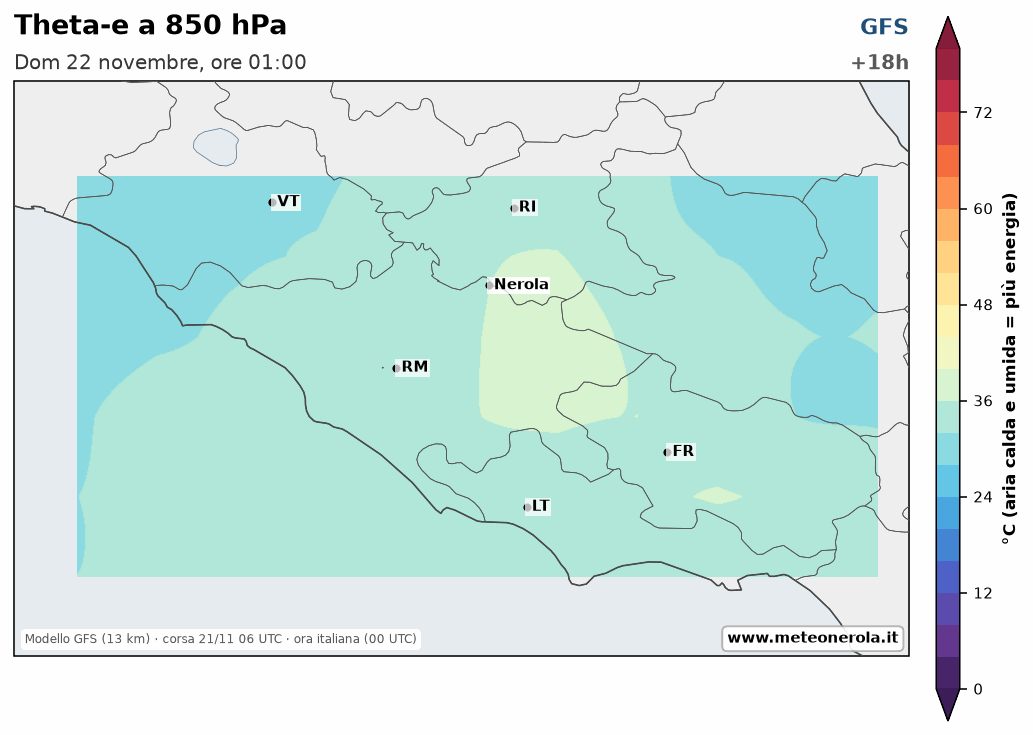 Theta-e a 850 hPa
GFS
Dom 22 novembre, ore 01:00
+18h
VT
RI
Nerola
RM
FR
LT
Modello GFS (13 km) · corsa 21/11 06 UTC · ora italiana (00 UTC)
www.meteonerola.it
72
60
48
36
24
12
0
°C (aria calda e umida = più energia)